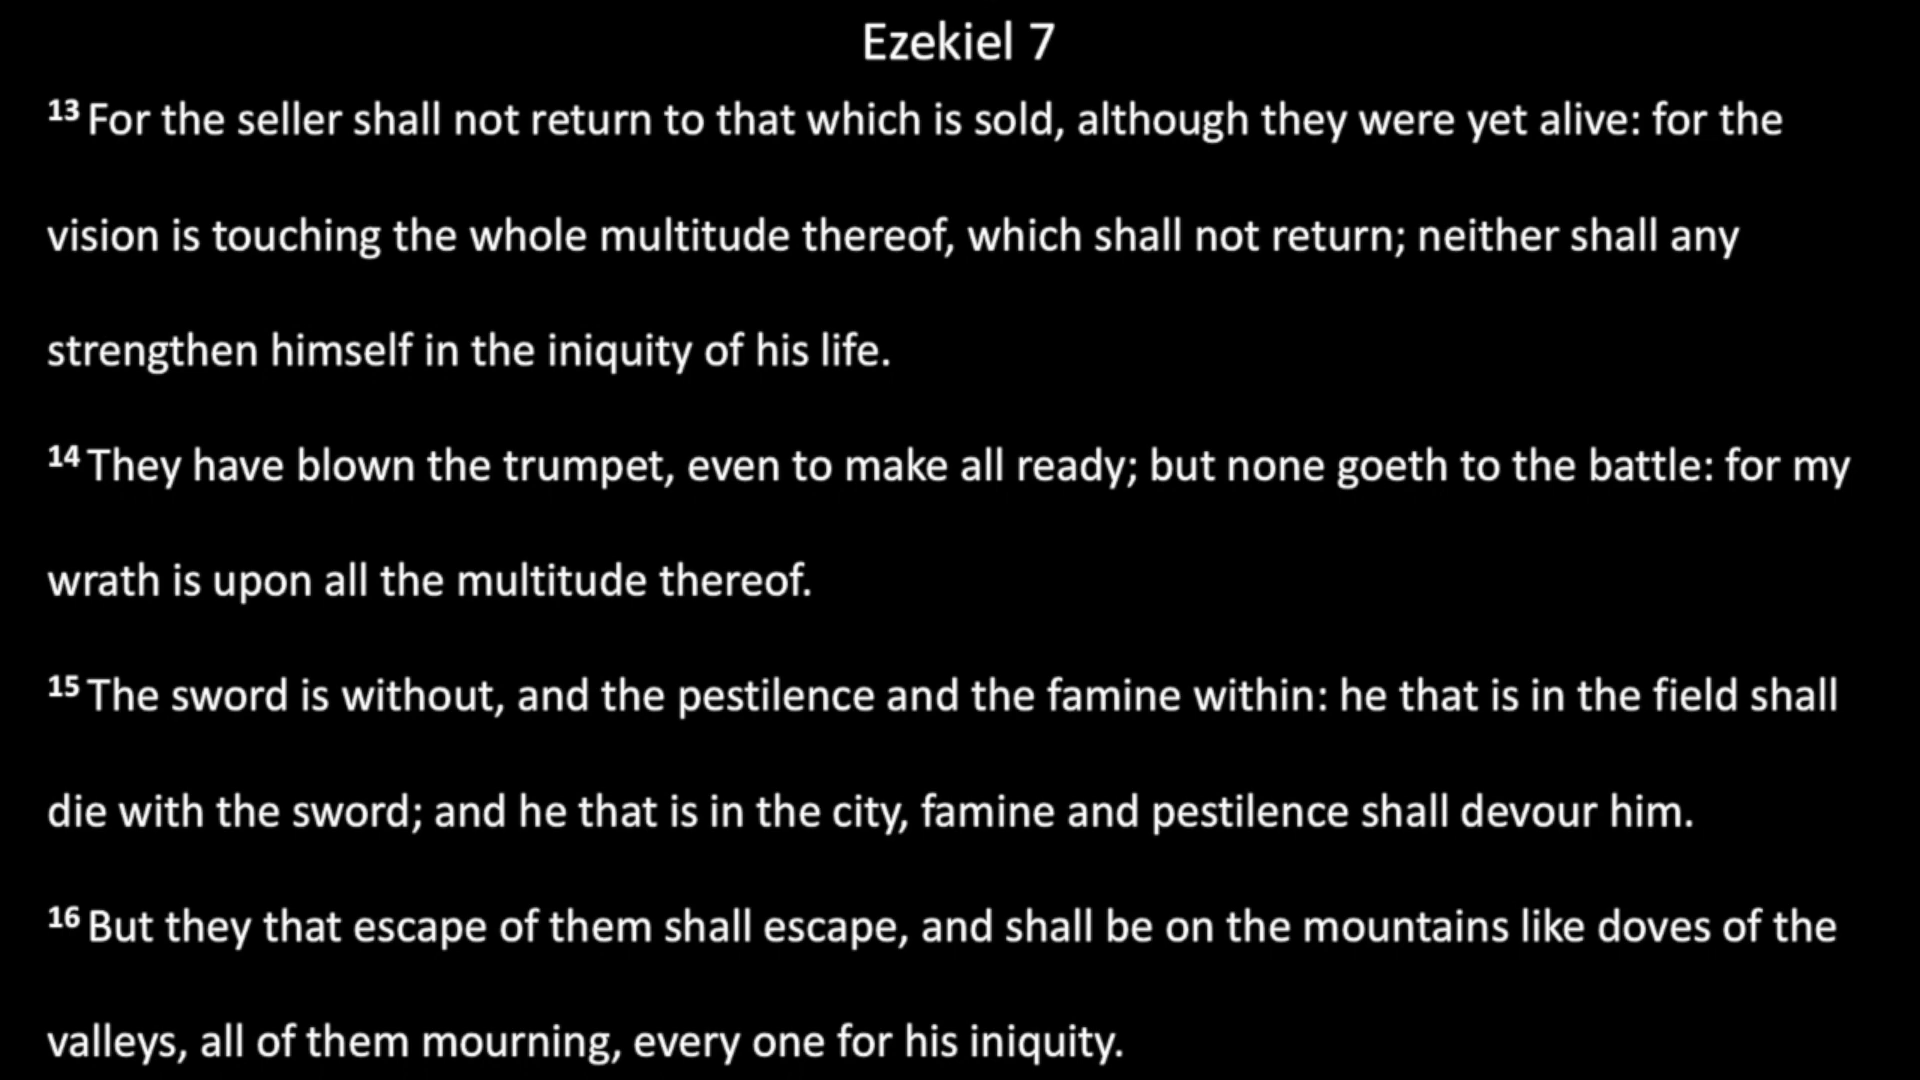 Ezekiel 7
13 For the seller shall not return to that which is sold, although they were yet alive: for the
vision is touching the whole multitude thereof, which shall not return; neither shall any
strengthen himself in the iniquity of his life.
14 They have blown the trumpet, even to make all ready; but none goeth to the battle: for my
wrath is upon all the multitude thereof.
15 The sword is without, and the pestilence and the famine within: he that is in the field shall
die with the sword; and he that is in the city, famine and pestilence shall devour him.
16 But they that escape of them shall escape, and shall be on the mountains like doves of the
valleys, all of them mourning, every one for his iniquity.